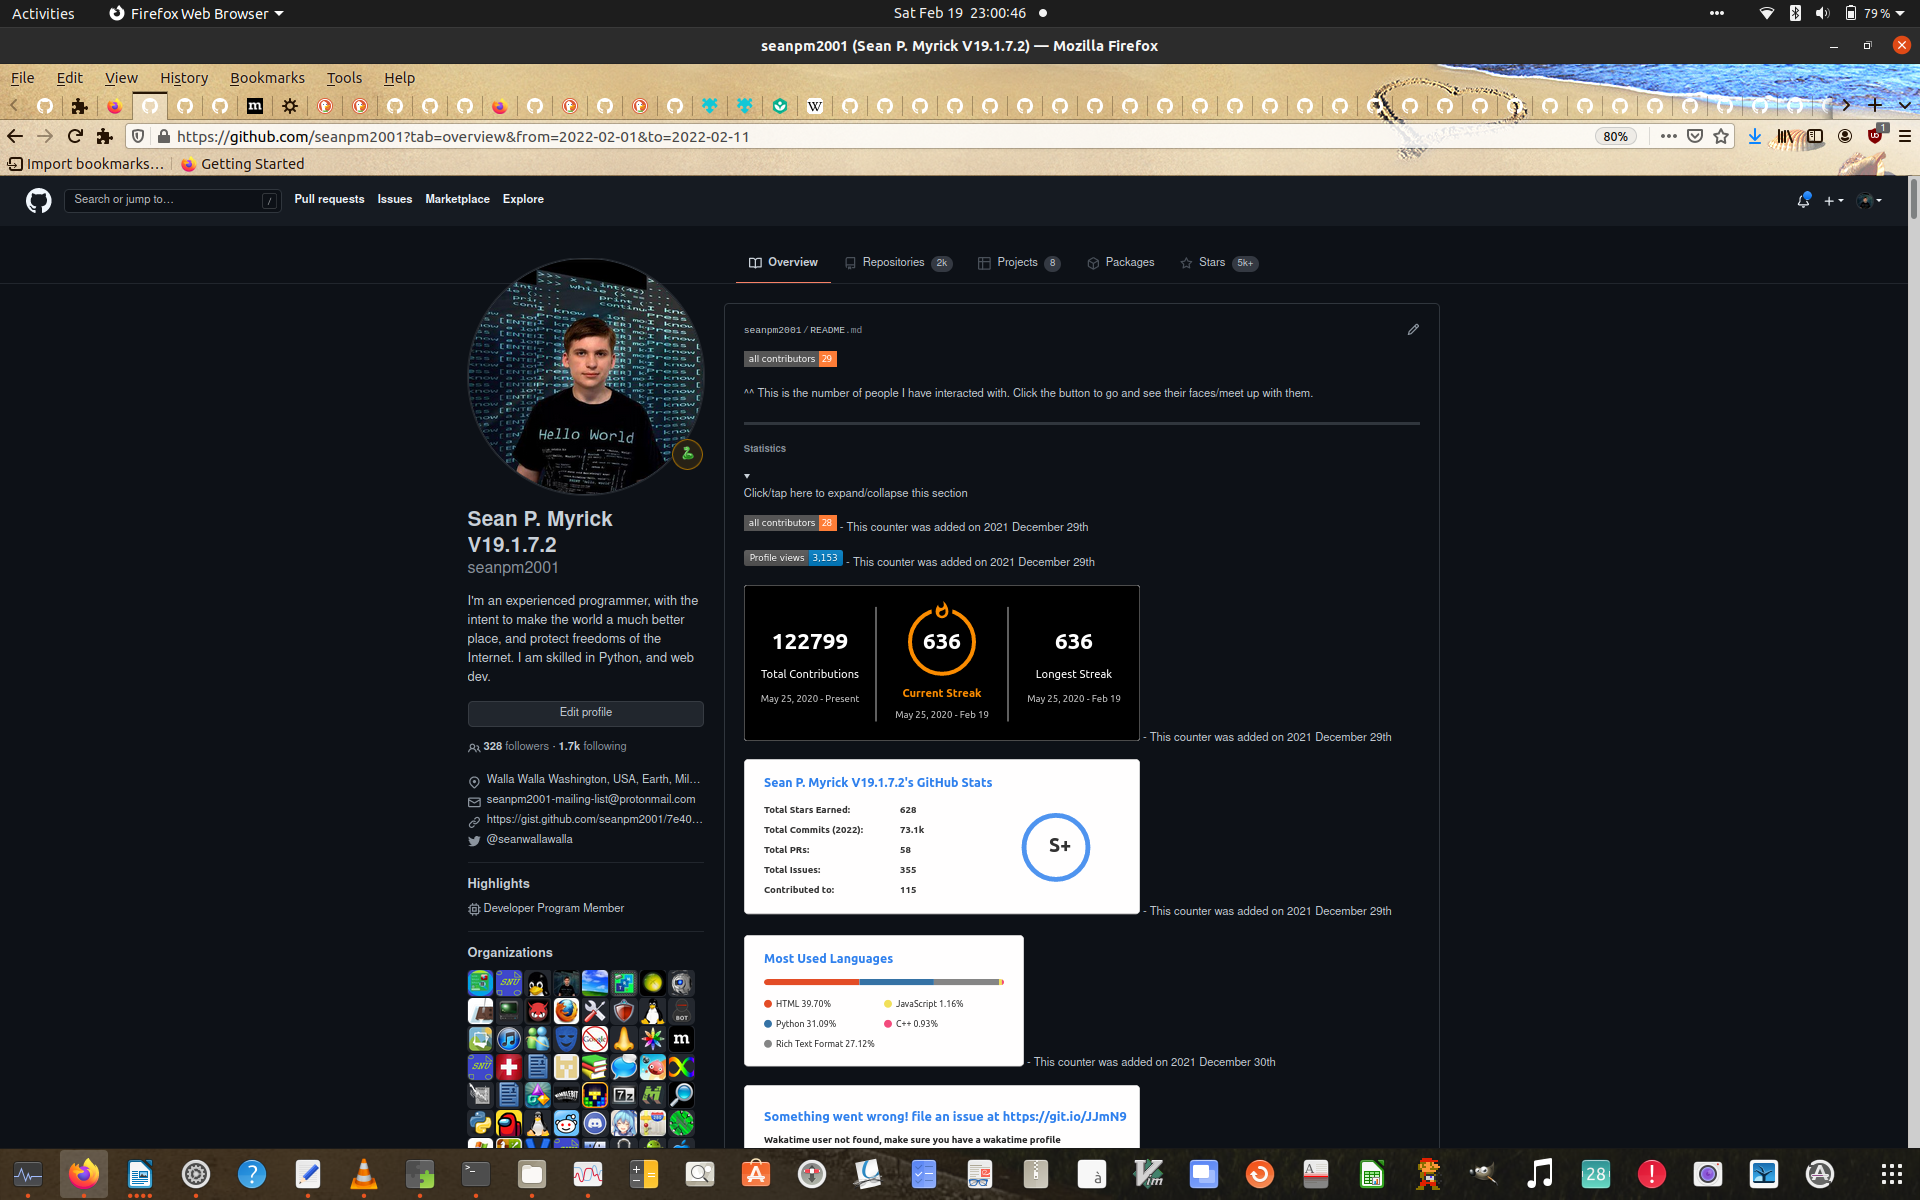 Activities
Firefox Web Browser
Sat Feb 19 23:00:46
79 %
seanpm2001 (Sean P. Myrick V19.1.7.2) — Mozilla Firefox
File Edit View History Bookmarks Tools Help
https://github.com/seanpm2001?tab=overview&from=2022-02-01&to=2022-02-11
80%
1
Import bookmarks…
Getting Started
Search or jump to…
/
Pull requests Issues Marketplace Explore
Overview
Repositories 2k
Projects 8
Packages
Stars 5k+
Hello World
Sean P. Myrick V19.1.7.2
seanpm2001
I'm an experienced programmer, with the
intent to make the world a much better
place, and protect freedoms of the
Internet. I am skilled in Python, and web
dev.
Edit profile
328 followers · 1.7k following
Walla Walla Washington, USA, Earth, Mil…
seanpm2001-mailing-list@protonmail.com
https://gist.github.com/seanpm2001/7e40…
@seanwallawalla
Highlights
Developer Program Member
Organizations
seanpm2001/README.md
all contributors 29
^^ This is the number of people I have interacted with. Click the button to go and see their faces/meet up with them.
Statistics
Click/tap here to expand/collapse this section
all contributors 28 - This counter was added on 2021 December 29th
Profile views 3,153 - This counter was added on 2021 December 29th
122799
Total Contributions
May 25, 2020 - Present
636
Current Streak
May 25, 2020 - Feb 19
636
Longest Streak
May 25, 2020 - Feb 19
- This counter was added on 2021 December 29th
Sean P. Myrick V19.1.7.2's GitHub Stats
Total Stars Earned: 628
Total Commits (2022): 73.1k
Total PRs: 58
Total Issues: 355
Contributed to: 115
S+
- This counter was added on 2021 December 29th
Most Used Languages
HTML 39.70%
JavaScript 1.16%
Python 31.09%
C++ 0.93%
Rich Text Format 27.12%
- This counter was added on 2021 December 30th
Something went wrong! file an issue at https://git.io/JJmN9
Wakatime user not found, make sure you have a wakatime profile
28